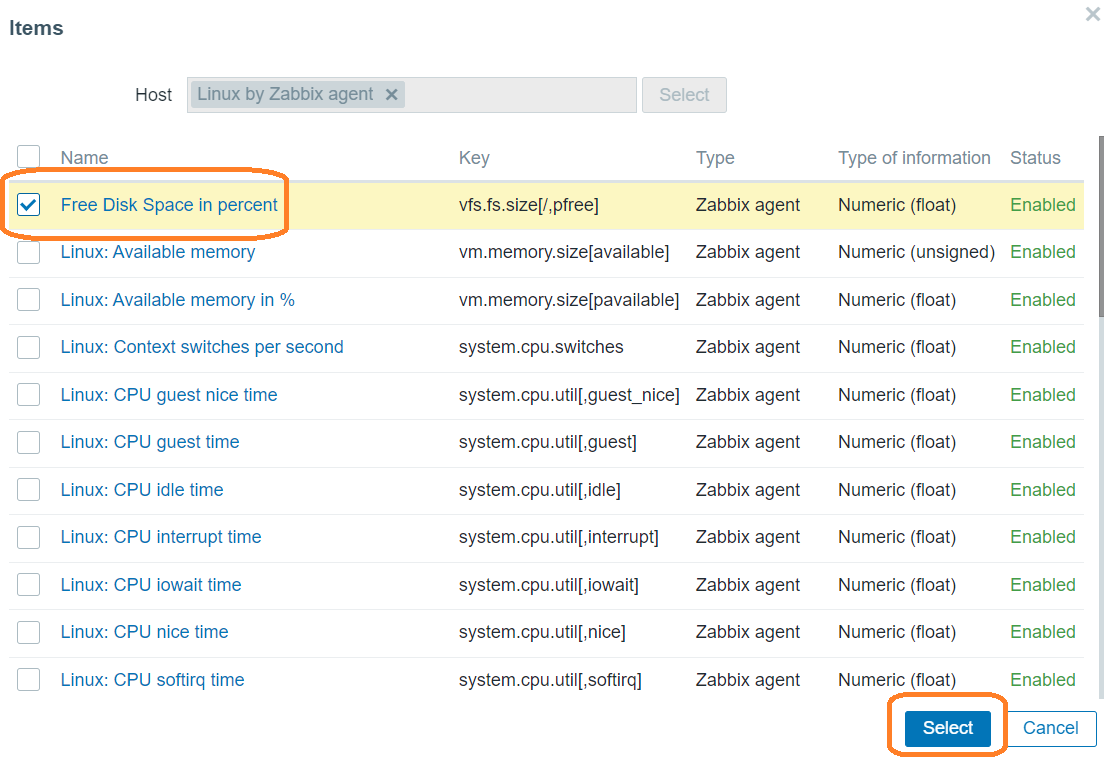 Items
Host Linux by Zabbix agent Select
Name Key Type Type of information Status
Free Disk Space in percent vfs.fs.size[/,pfree] Zabbix agent Numeric (float) Enabled
Linux: Available memory vm.memory.size[available] Zabbix agent Numeric (unsigned) Enabled
Linux: Available memory in % vm.memory.size[pavailable] Zabbix agent Numeric (float) Enabled
Linux: Context switches per second system.cpu.switches Zabbix agent Numeric (float) Enabled
Linux: CPU guest nice time system.cpu.util[,guest_nice] Zabbix agent Numeric (float) Enabled
Linux: CPU guest time system.cpu.util[,guest] Zabbix agent Numeric (float) Enabled
Linux: CPU idle time system.cpu.util[,idle] Zabbix agent Numeric (float) Enabled
Linux: CPU interrupt time system.cpu.util[,interrupt] Zabbix agent Numeric (float) Enabled
Linux: CPU iowait time system.cpu.util[,iowait] Zabbix agent Numeric (float) Enabled
Linux: CPU nice time system.cpu.util[,nice] Zabbix agent Numeric (float) Enabled
Linux: CPU softirq time system.cpu.util[,softirq] Zabbix agent Numeric (float) Enabled
Select Cancel